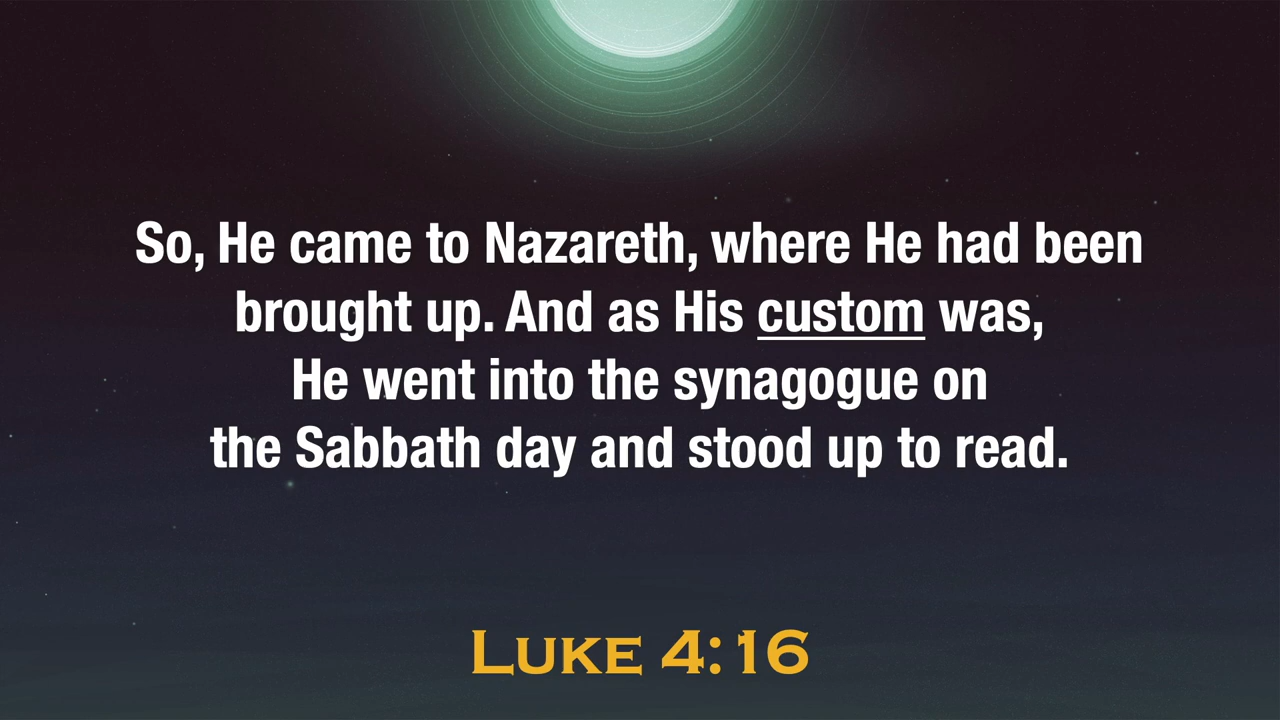 So, He came to Nazareth, where He had been
brought up. And as His custom was,
He went into the synagogue on
the Sabbath day and stood up to read.
Luke 4:16